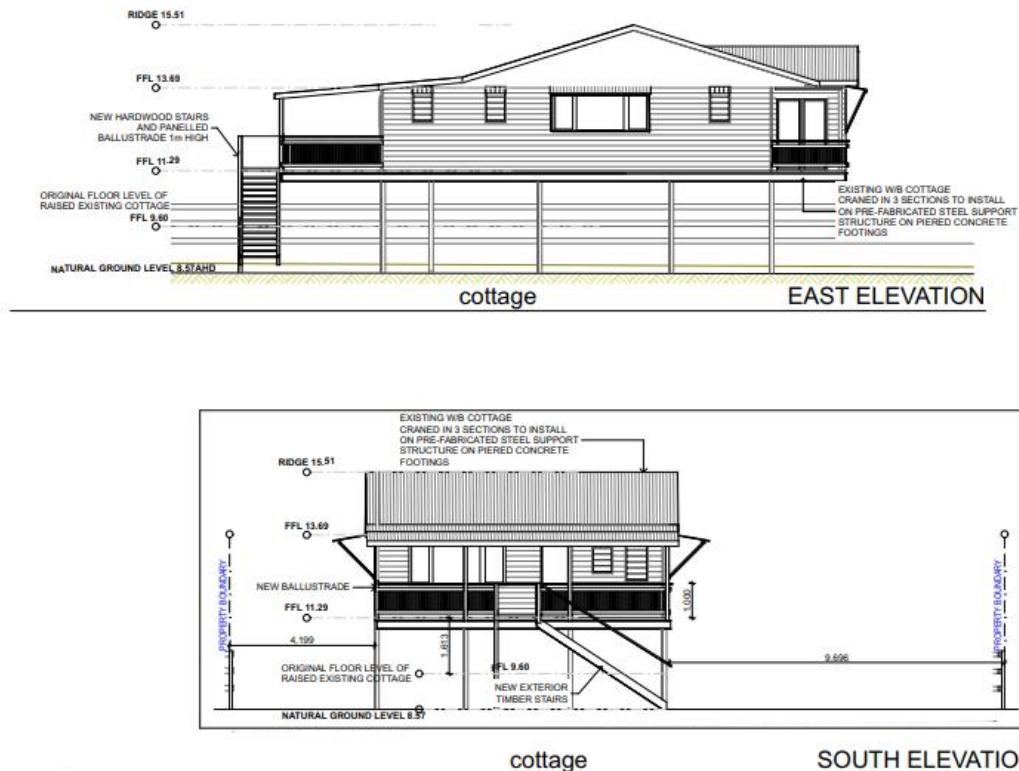 RIDGE 15.51
FFL 13.69
NEW HARDWOOD STAIRS
AND PANELLED
BALLUSTRADE 1m HIGH
FFL 11.29
ORIGINAL FLOOR LEVEL OF
RAISED EXISTING COTTAGE
FFL 9.60
NATURAL GROUND LEVEL 8.57AHD
EXISTING W/B COTTAGE
CRANED IN 3 SECTIONS TO INSTALL
ON PRE-FABRICATED STEEL SUPPORT
STRUCTURE ON PIERED CONCRETE
FOOTINGS
cottage
EAST ELEVATION
EXISTING W/B COTTAGE
CRANED IN 3 SECTIONS TO INSTALL
ON PRE-FABRICATED STEEL SUPPORT
STRUCTURE ON PIERED CONCRETE
FOOTINGS
RIDGE 15.51
FFL 13.69
PROPERTY BOUNDARY
PROPERTY BOUNDARY
NEW BALLUSTRADE
1.000
FFL 11.29
4.199
1.613
9.696
ORIGINAL FLOOR LEVEL OF
RAISED EXISTING COTTAGE
FFL 9.60
NEW EXTERIOR
TIMBER STAIRS
NATURAL GROUND LEVEL 8.57
cottage
SOUTH ELEVATIO